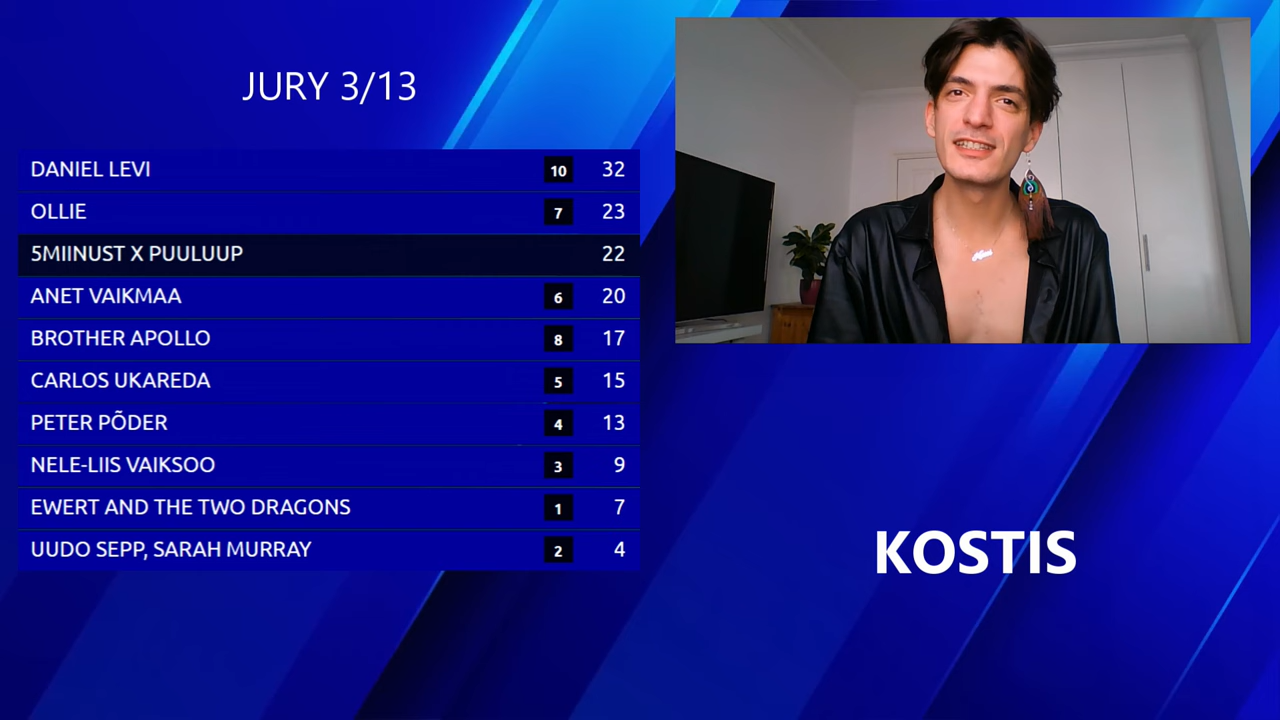 JURY 3/13
DANIEL LEVI 10 32
OLLIE 7 23
5MIINUST X PUULUUP 22
ANET VAIKMAA 6 20
BROTHER APOLLO 8 17
CARLOS UKAREDA 5 15
PETER PÕDER 4 13
NELE-LIIS VAIKSOO 3 9
EWERT AND THE TWO DRAGONS 1 7
UUDO SEPP, SARAH MURRAY 2 4
KOSTIS